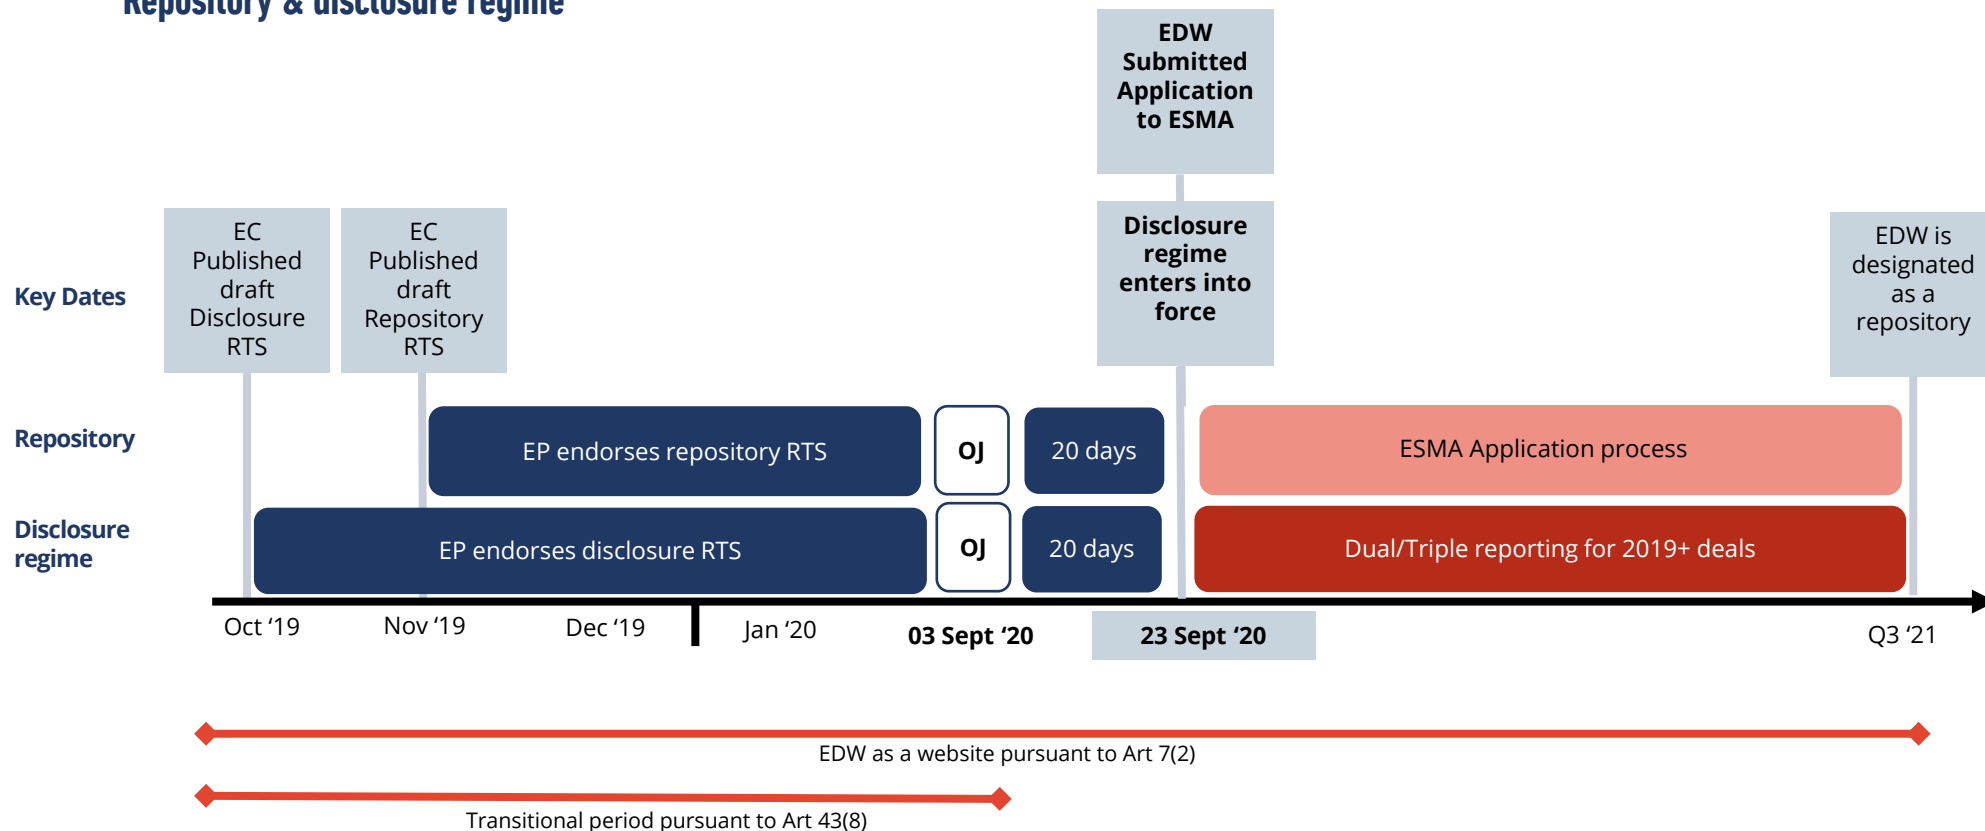 Repository & disclosure regime
EDW
Submitted
Application
to ESMA
EC
Published
draft
Disclosure
RTS
EC
Published
draft
Repository
RTS
Disclosure
regime
enters into
force
EDW is
designated
as a
repository
Key Dates
Repository
EP endorses repository RTS
OJ
20 days
ESMA Application process
Disclosure
regime
EP endorses disclosure RTS
OJ
20 days
Dual/Triple reporting for 2019+ deals
Oct ‘19
Nov ‘19
Dec ‘19
Jan ‘20
03 Sept ‘20
23 Sept ‘20
Q3 ‘21
EDW as a website pursuant to Art 7(2)
Transitional period pursuant to Art 43(8)